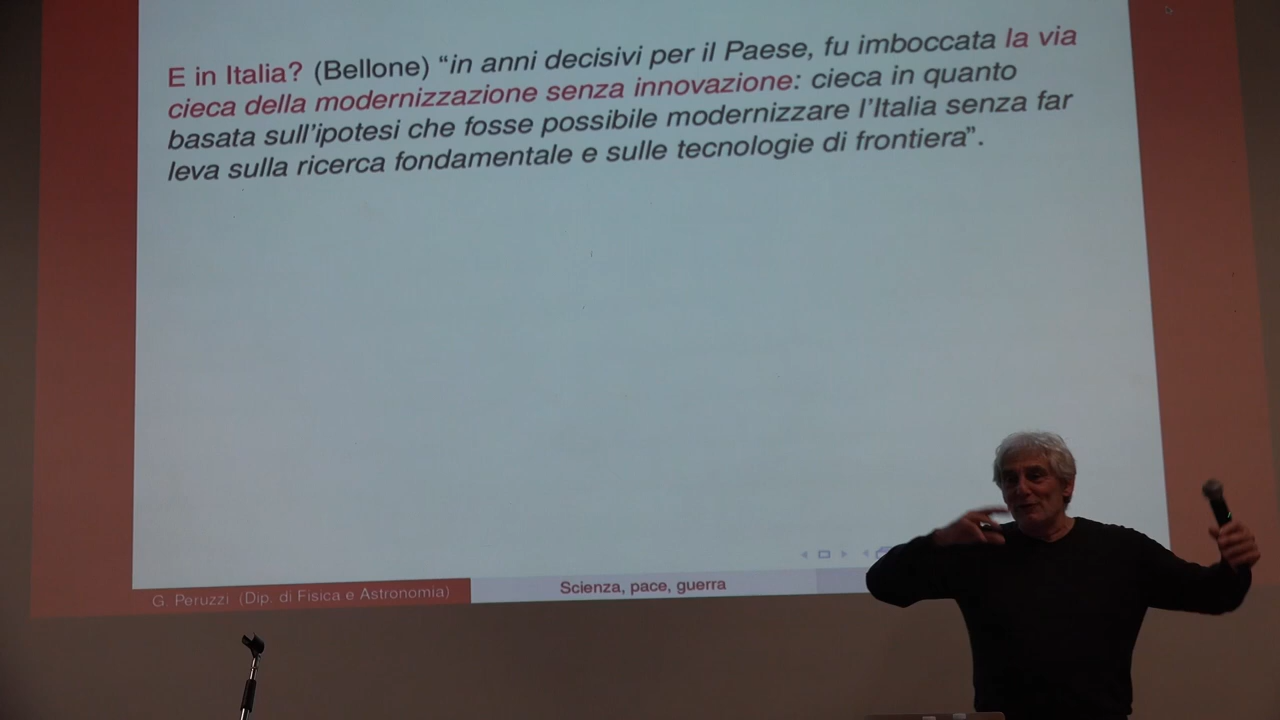 E in Italia? (Bellone) “in anni decisivi per il Paese, fu imboccata la via
cieca della modernizzazione senza innovazione: cieca in quanto
basata sull’ipotesi che fosse possibile modernizzare l’Italia senza far
leva sulla ricerca fondamentale e sulle tecnologie di frontiera”.
G. Peruzzi (Dip. di Fisica e Astronomia)
Scienza, pace, guerra